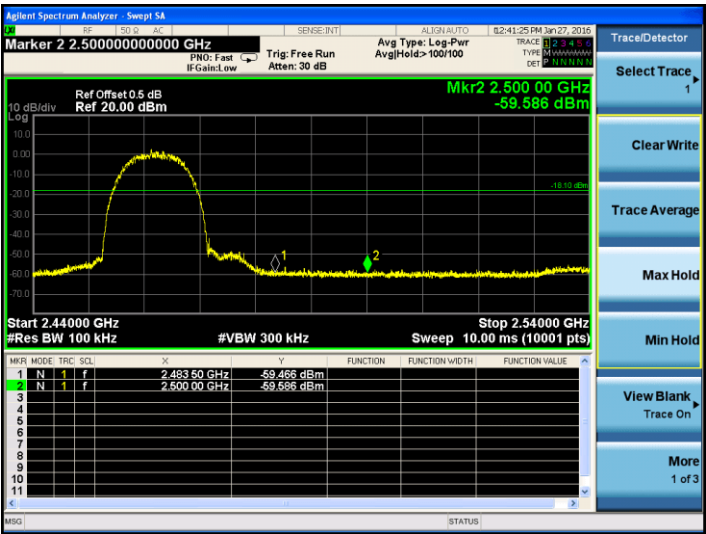 Agilent Spectrum Analyzer - Swept SA
RF 50 Ω AC SENSE:INT ALIGN AUTO 12:41:25 PM Jan 27, 2016
Marker 2 2.500000000000 GHz
PNO: Fast
IFGain:Low
Trig: Free Run
Atten: 30 dB
Avg Type: Log-Pwr
Avg|Hold:>100/100
TRACE 1 2 3 4 5 6
TYPE M
DET P N N N N N
Ref Offset 0.5 dB
10 dB/div Ref 20.00 dBm
Log
Mkr2 2.500 00 GHz
-59.586 dBm
10.0
0.00
-10.0
-20.0
-30.0
-40.0
-50.0
-60.0
-70.0
-18.10 dBm
1
2
Start 2.44000 GHz Stop 2.54000 GHz
#Res BW 100 kHz #VBW 300 kHz Sweep 10.00 ms (10001 pts)
MKR MODE TRC SCL X Y FUNCTION FUNCTION WIDTH FUNCTION VALUE
1 N 1 f 2.483 50 GHz -59.466 dBm
2 N 1 f 2.500 00 GHz -59.586 dBm
3
4
5
6
7
8
9
10
11
MSG STATUS
Trace/Detector
Select Trace
1
Clear Write
Trace Average
Max Hold
Min Hold
View Blank
Trace On
More
1 of 3